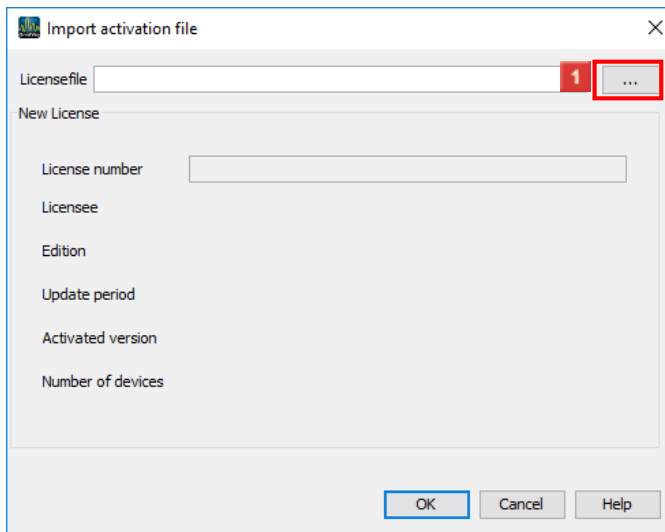 Import activation file
Licensefile 1 ...
New License
License number
Licensee
Edition
Update period
Activated version
Number of devices
OK Cancel Help